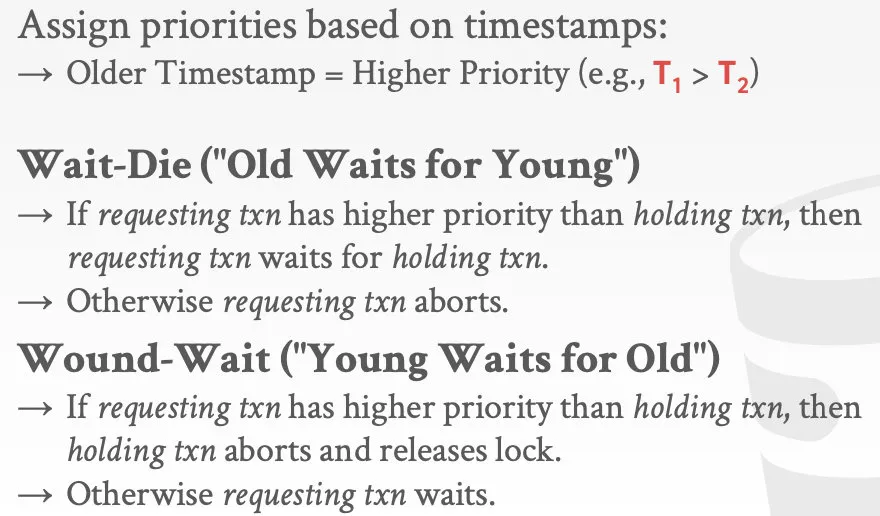 Assign priorities based on timestamps:
→ Older Timestamp = Higher Priority (e.g., T₁ > T₂)
Wait-Die ("Old Waits for Young")
→ If requesting txn has higher priority than holding txn, then
requesting txn waits for holding txn.
→ Otherwise requesting txn aborts.
Wound-Wait ("Young Waits for Old")
→ If requesting txn has higher priority than holding txn, then
holding txn aborts and releases lock.
→ Otherwise requesting txn waits.